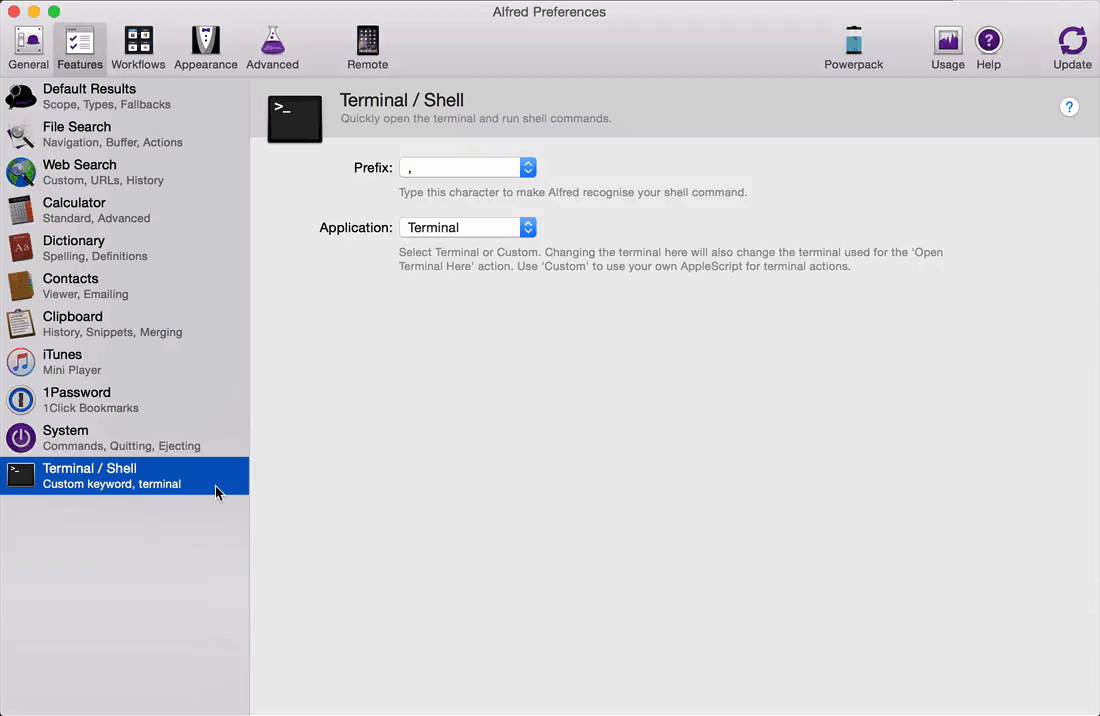 Alfred Preferences
General Features Workflows Appearance Advanced Remote Powerpack Usage Help Update
Default Results
Scope, Types, Fallbacks
File Search
Navigation, Buffer, Actions
Web Search
Custom, URLs, History
Calculator
Standard, Advanced
Dictionary
Spelling, Definitions
Contacts
Viewer, Emailing
Clipboard
History, Snippets, Merging
iTunes
Mini Player
1Password
1Click Bookmarks
System
Commands, Quitting, Ejecting
Terminal / Shell
Custom keyword, terminal
>_ Terminal / Shell
Quickly open the terminal and run shell commands.
?
Prefix: ,
Type this character to make Alfred recognise your shell command.
Application: Terminal
Select Terminal or Custom. Changing the terminal here will also change the terminal used for the 'Open
Terminal Here' action. Use 'Custom' to use your own AppleScript for terminal actions.